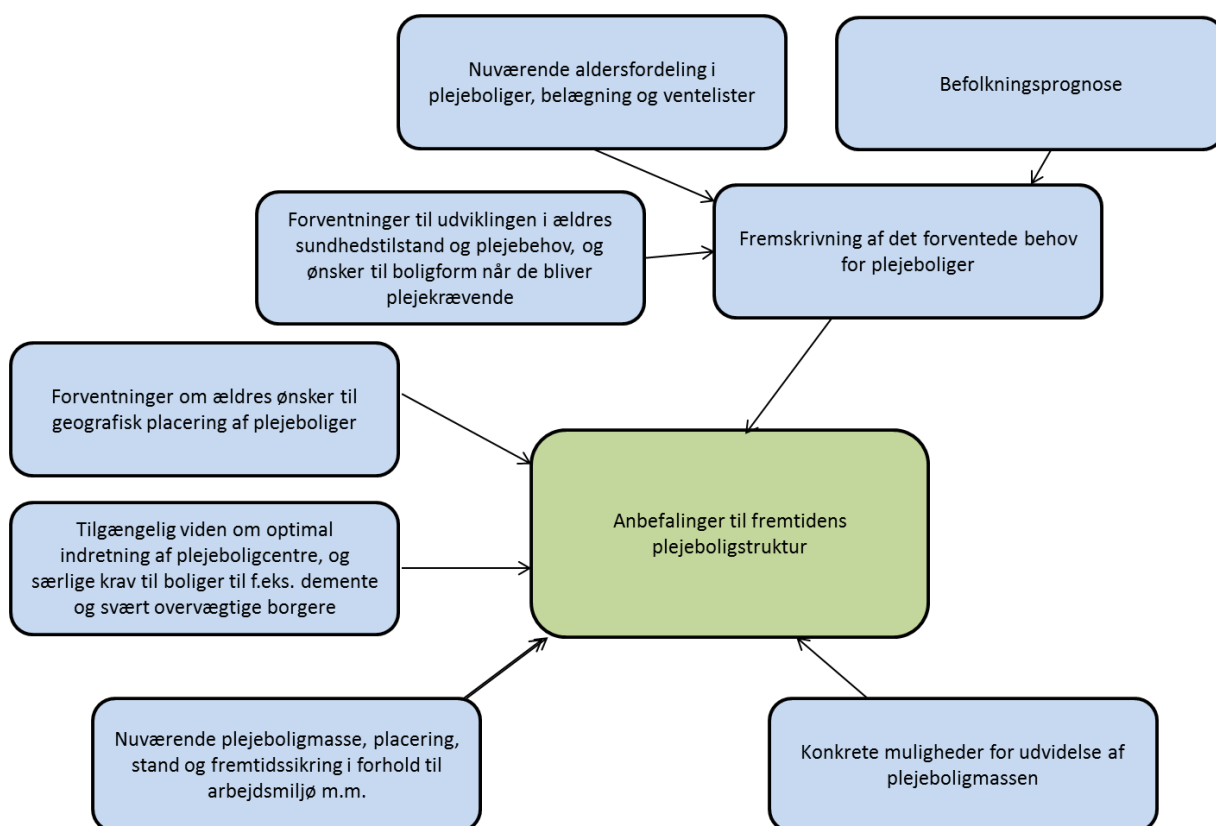 Nuværende aldersfordeling i
plejeboliger, belægning og ventelister
Befolkningsprognose
Forventninger til udviklingen i ældres
sundhedstilstand og plejebehov, og
ønsker til boligform når de bliver
plejekrævende
Fremskrivning af det forventede behov
for plejeboliger
Forventninger om ældres ønsker til
geografisk placering af plejeboliger
Anbefalinger til fremtidens
plejeboligstruktur
Tilgængelig viden om optimal
indretning af plejeboligcentre, og
særlige krav til boliger til f.eks. demente
og svært overvægtige borgere
Nuværende plejeboligmasse, placering,
stand og fremtidssikring i forhold til
arbejdsmiljø m.m.
Konkrete muligheder for udvidelse af
plejeboligmassen